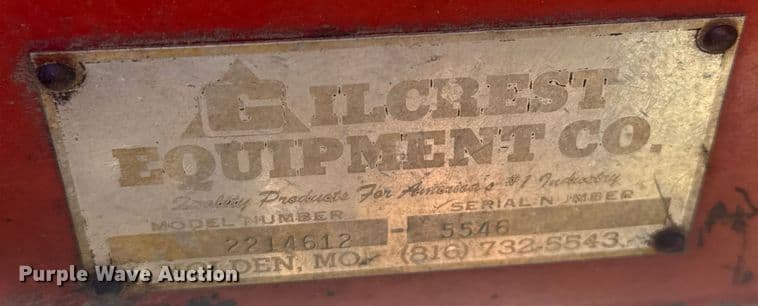 GILCREST
EQUIPMENT CO.
Quality Products For America's #1 Industry
MODEL NUMBER SERIAL NUMBER
2214612 - 5546
HOLDEN, MO. (816) 732-5543
Purple Wave Auction